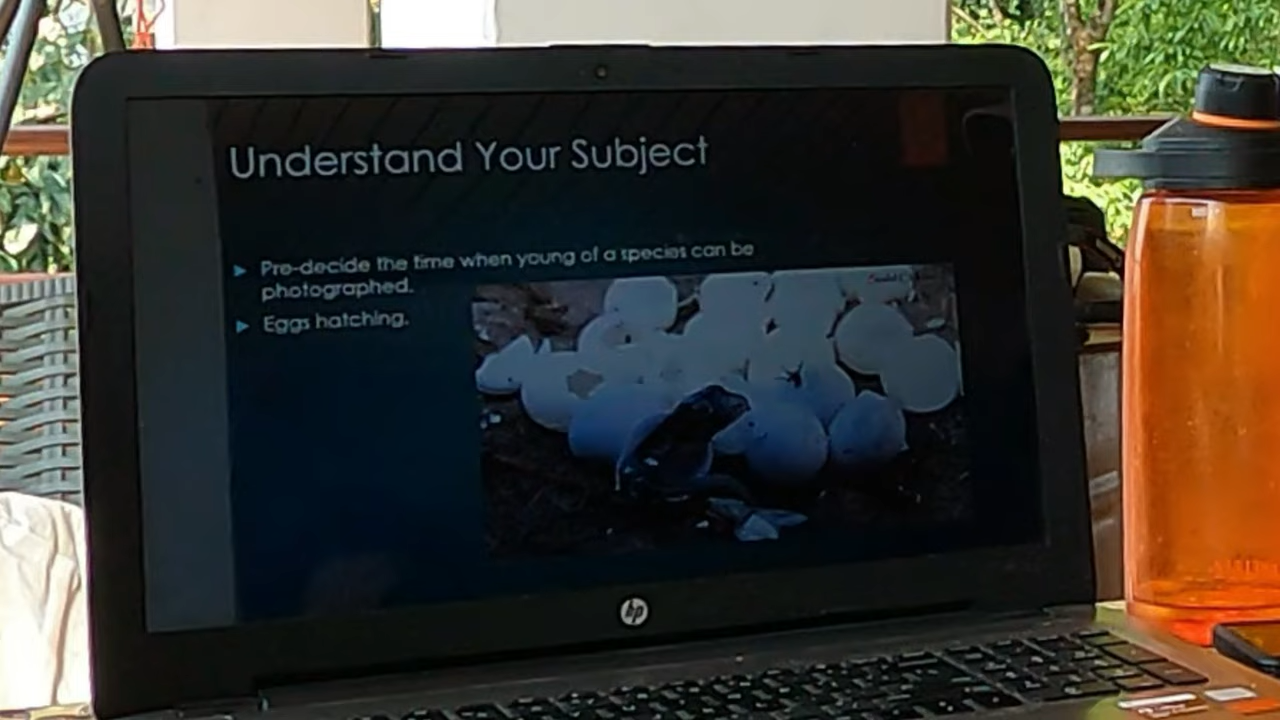 Understand Your Subject
Pre-decide the time when young of a species can be
photographed.
Eggs hatching.
hp